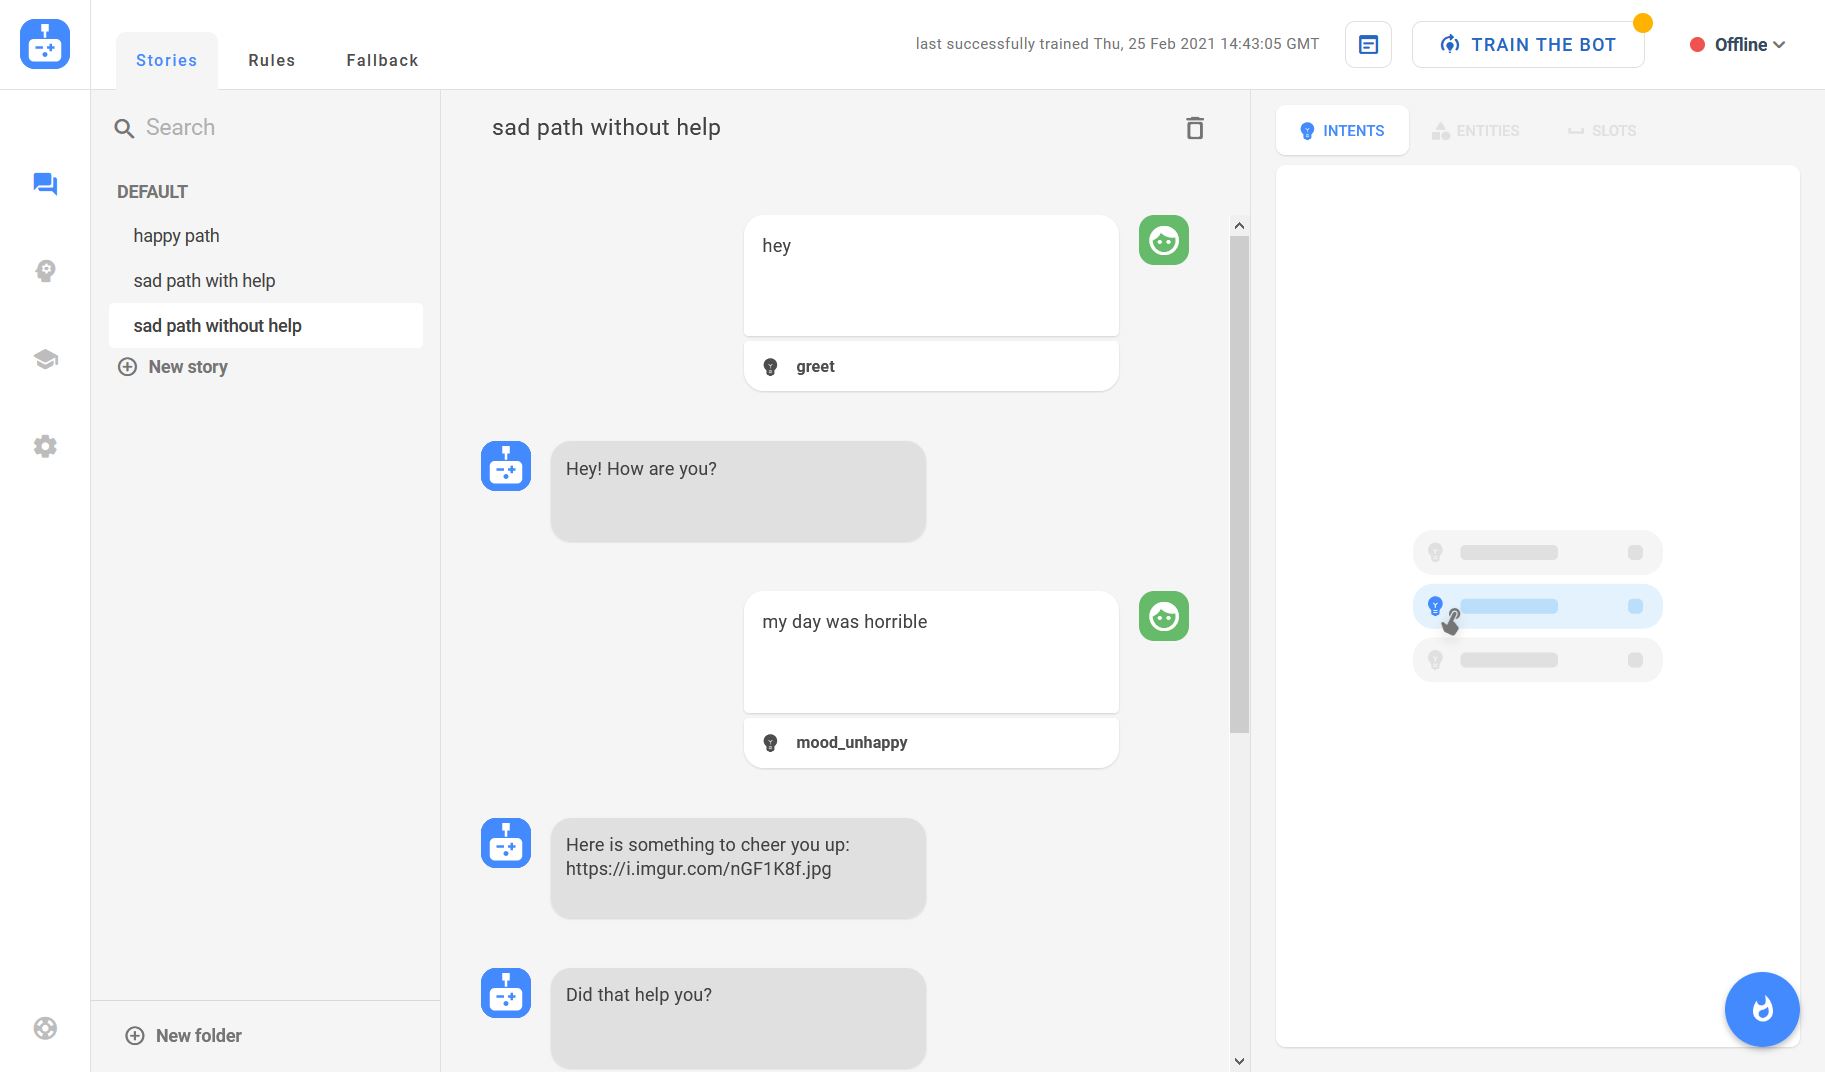 Stories
Rules
Fallback
last successfully trained Thu, 25 Feb 2021 14:43:05 GMT
TRAIN THE BOT
Offline
Search
DEFAULT
happy path
sad path with help
sad path without help
New story
New folder
sad path without help
hey
greet
Hey! How are you?
my day was horrible
mood_unhappy
Here is something to cheer you up:
https://i.imgur.com/nGF1K8f.jpg
Did that help you?
INTENTS
ENTITIES
SLOTS